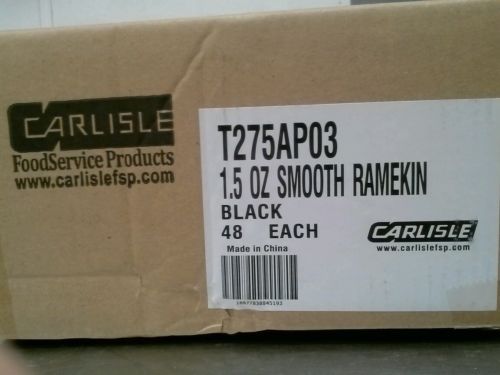 CARLISLE
FoodService Products
www.carlislefsp.com
T275AP03
1.5 OZ SMOOTH RAMEKIN
BLACK
48 EACH
Made in China
CARLISLE
www.carlislefsp.com